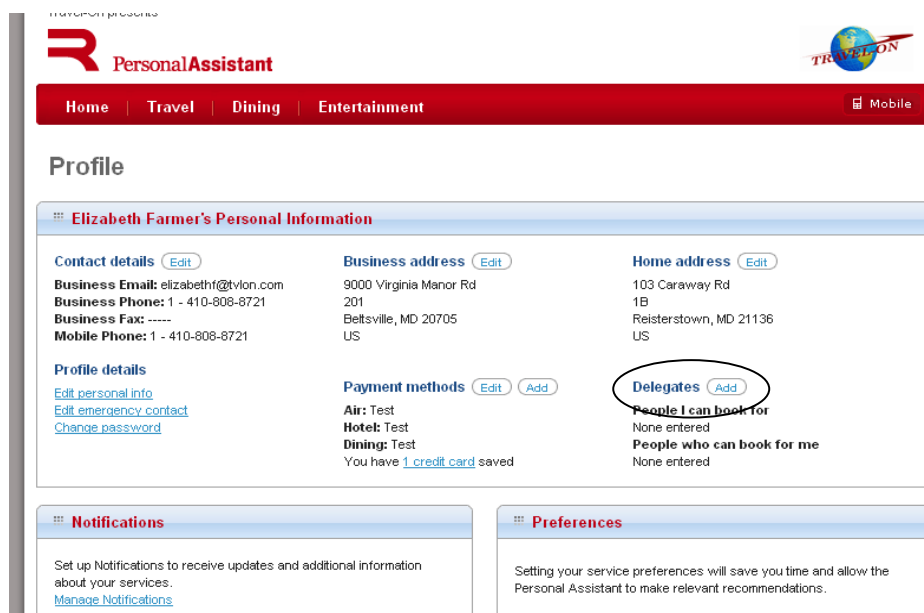 Travel-On presents
PersonalAssistant
TRAVEL-ON
Home | Travel | Dining | Entertainment
Mobile
Profile
Elizabeth Farmer's Personal Information
Contact details Edit
Business Email: elizabethf@tvlon.com
Business Phone: 1 - 410-808-8721
Business Fax: -----
Mobile Phone: 1 - 410-808-8721
Profile details
Edit personal info
Edit emergency contact
Change password
Business address Edit
9000 Virginia Manor Rd
201
Beltsville, MD 20705
US
Payment methods Edit Add
Air: Test
Hotel: Test
Dining: Test
You have 1 credit card saved
Home address Edit
103 Caraway Rd
1B
Reisterstown, MD 21136
US
Delegates Add
People I can book for
None entered
People who can book for me
None entered
Notifications
Set up Notifications to receive updates and additional information
about your services.
Manage Notifications
Preferences
Setting your service preferences will save you time and allow the
Personal Assistant to make relevant recommendations.